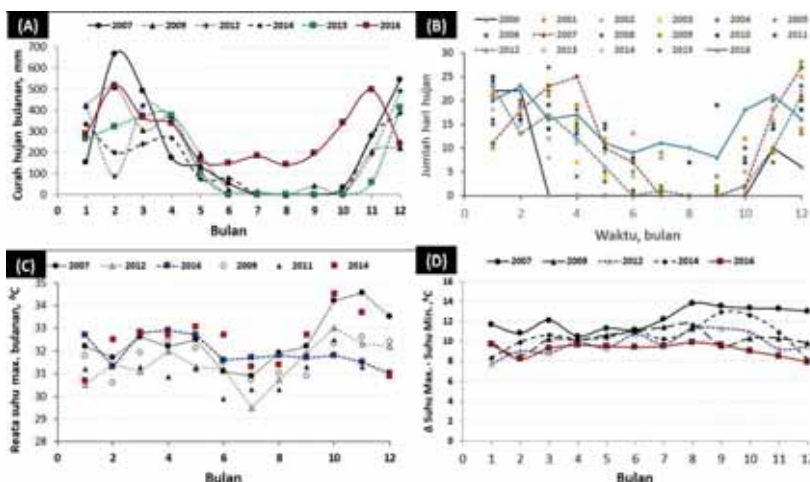 (A)
2007 2009 2012 2014 2015 2016
Curah hujan bulanan, mm
700
600
500
400
300
200
100
0
0 1 2 3 4 5 6 7 8 9 10 11 12
Bulan
(B)
2001 2002
2006 2007 2008 2009 2010 2011
2012 2013 2014 2015 2016
Jumlah hari hujan
30
25
20
15
10
5
0
0 2 4 6 8 10 12
Waktu, bulan
(C)
2007 2012 2016 2009 2011 2014
Reata suhu max. bulanan, °C
35
34
33
32
31
30
29
28
0 1 2 3 4 5 6 7 8 9 10 11 12
Bulan
(D)
2007 2009 2012 2014 2016
Δ Suhu Max. - Suhu Min.,°C
16
14
12
10
8
6
4
2
0
0 1 2 3 4 5 6 7 8 9 10 11 12
Bulan